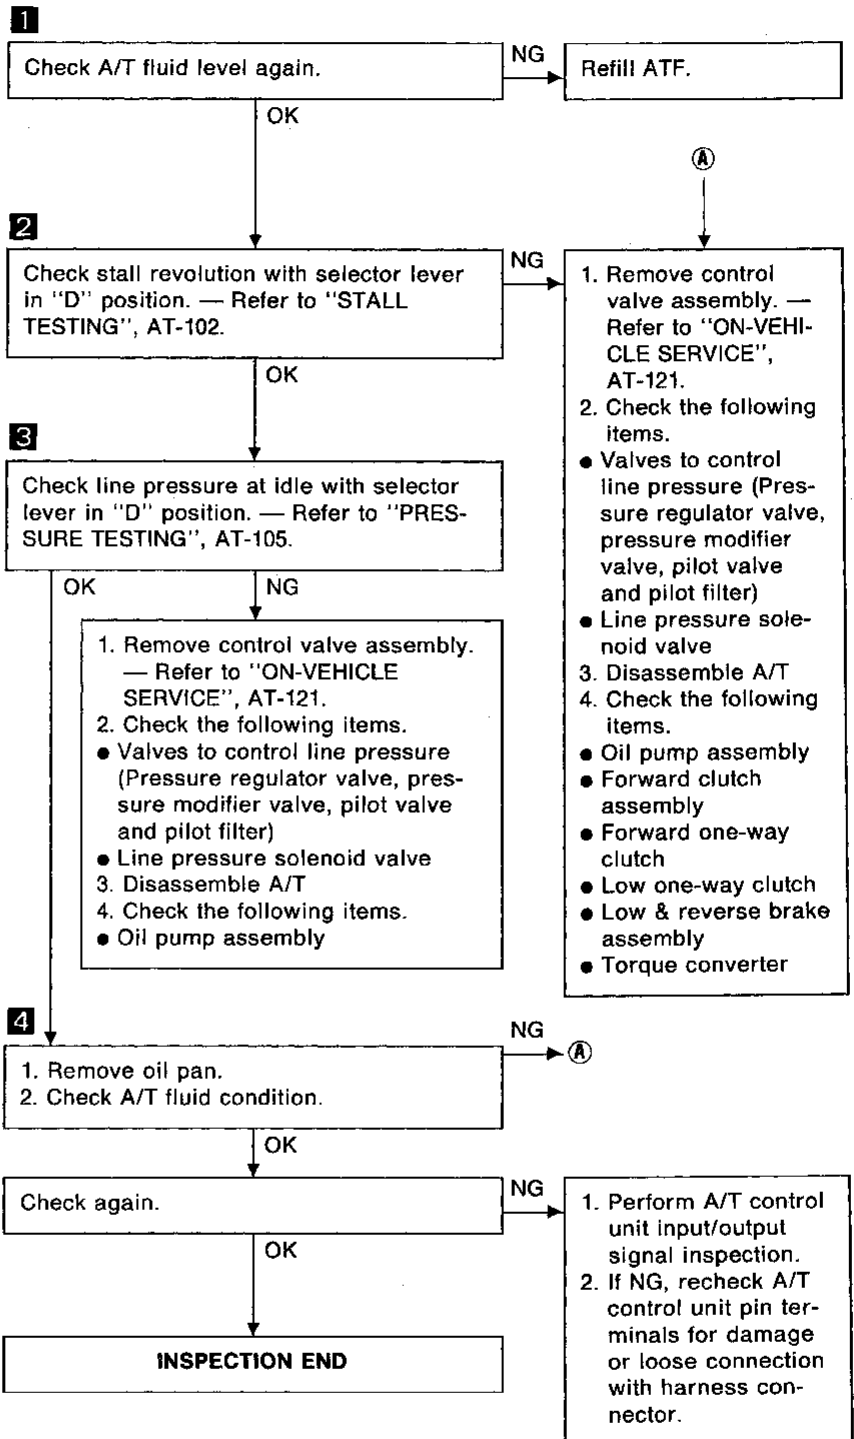 1
Check A/T fluid level again.
NG
Refill ATF.
OK
A
2
Check stall revolution with selector lever
in "D" position. — Refer to "STALL
TESTING", AT-102.
NG
1. Remove control
valve assembly. —
Refer to "ON-VEHI-
CLE SERVICE",
AT-121.
2. Check the following
items.
● Valves to control
line pressure (Pres-
sure regulator valve,
pressure modifier
valve, pilot valve
and pilot filter)
● Line pressure sole-
noid valve
3. Disassemble A/T
4. Check the following
items.
● Oil pump assembly
● Forward clutch
assembly
● Forward one-way
clutch
● Low one-way clutch
● Low & reverse brake
assembly
● Torque converter
OK
3
Check line pressure at idle with selector
lever in "D" position. — Refer to "PRES-
SURE TESTING", AT-105.
OK
NG
1. Remove control valve assembly.
— Refer to "ON-VEHICLE
SERVICE", AT-121.
2. Check the following items.
● Valves to control line pressure
(Pressure regulator valve, pres-
sure modifier valve, pilot valve
and pilot filter)
● Line pressure solenoid valve
3. Disassemble A/T
4. Check the following items.
● Oil pump assembly
4
1. Remove oil pan.
2. Check A/T fluid condition.
NG
A
OK
Check again.
NG
1. Perform A/T control
unit input/output
signal inspection.
2. If NG, recheck A/T
control unit pin ter-
minals for damage
or loose connection
with harness con-
nector.
OK
INSPECTION END